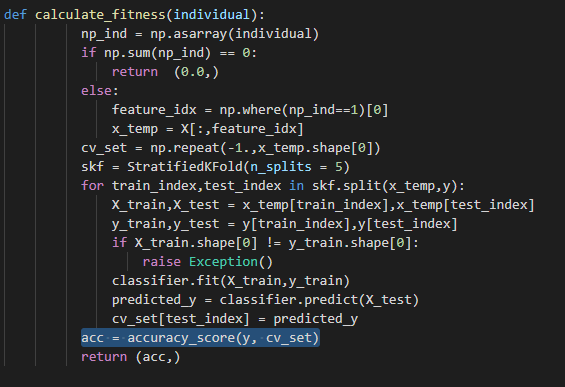 def calculate_fitness(individual):
np_ind = np.asarray(individual)
if np.sum(np_ind) == 0:
return  (0.0,)
else:
feature_idx = np.where(np_ind==1)[0]
x_temp = X[:,feature_idx]
cv_set = np.repeat(-1.,x_temp.shape[0])
skf = StratifiedKFold(n_splits = 5)
for train_index,test_index in skf.split(x_temp,y):
X_train,X_test = x_temp[train_index],x_temp[test_index]
y_train,y_test = y[train_index],y[test_index]
if X_train.shape[0] != y_train.shape[0]:
raise Exception()
classifier.fit(X_train,y_train)
predicted_y = classifier.predict(X_test)
cv_set[test_index] = predicted_y
acc = accuracy_score(y, cv_set)
return (acc,)